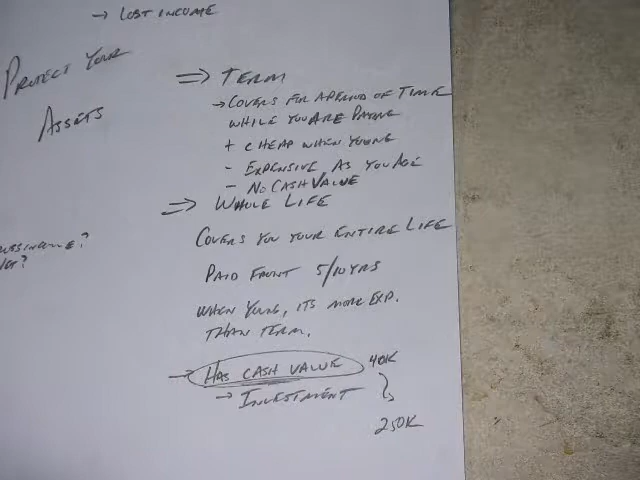 → LOST INCOME
PROTECT YOUR
ASSETS
⇒ TERM
→ COVERS FOR A PERIOD OF TIME
WHILE YOU ARE PAYING
+ CHEAP WHEN YOUNG
- EXPENSIVE AS YOU AGE
- NO CASH VALUE
⇒ WHOLE LIFE
COVERS YOU YOUR ENTIRE LIFE
PAID FRONT 5/10 YRS
WHEN YOUNG, ITS MORE EXP.
THAN TERM.
→ HAS CASH VALUE 40K
→ INVESTMENT
250K